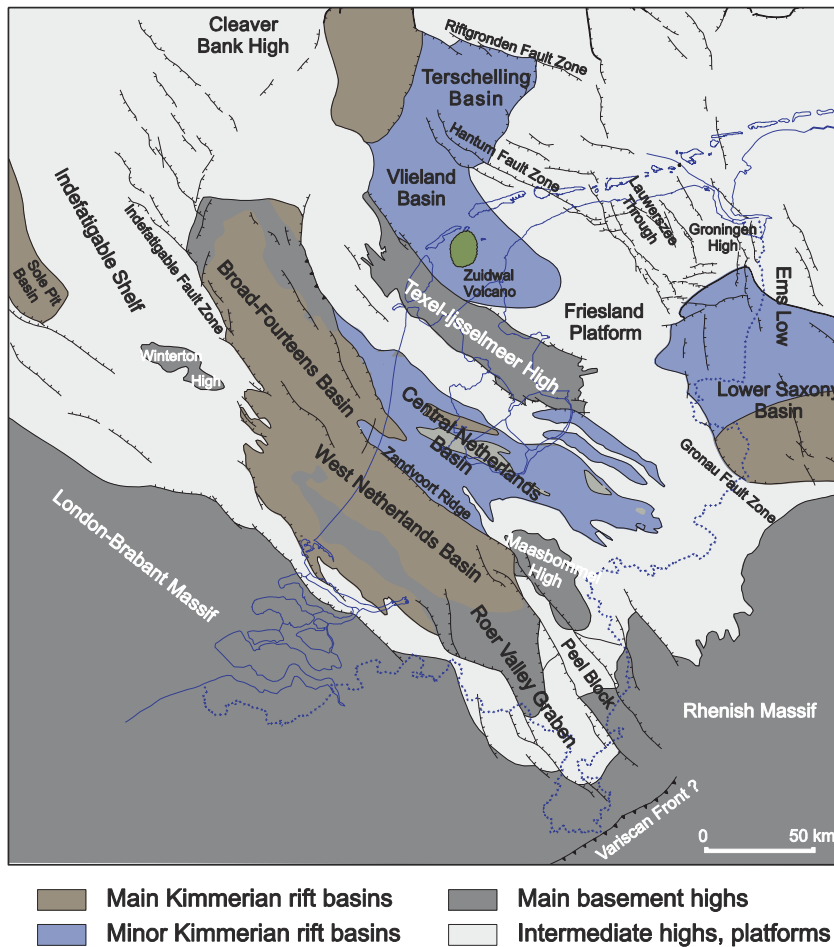 Cleaver
Bank High
Riftgronden Fault Zone
Terschelling
Basin
Hantum Fault Zone
Vlieland
Basin
Lauwerszee
Through
Groningen
High
Indefatigable Shelf
Indefatigable Fault Zone
Sole Pit
Basin
Zuidwal
Volcano
Ems Low
Texel-Ijsselmeer High
Friesland
Platform
Broad-Fourteens Basin
Winterton
High
Lower Saxony
Basin
Central Netherlands
Basin
Zandvoort Ridge
West Netherlands Basin
Gronau Fault Zone
London-Brabant Massif
Maasbommel
High
Roer Valley Graben
Peel Block
Rhenish Massif
Variscan Front ?
0 50 km
Main Kimmerian rift basins
Main basement highs
Minor Kimmerian rift basins
Intermediate highs, platforms